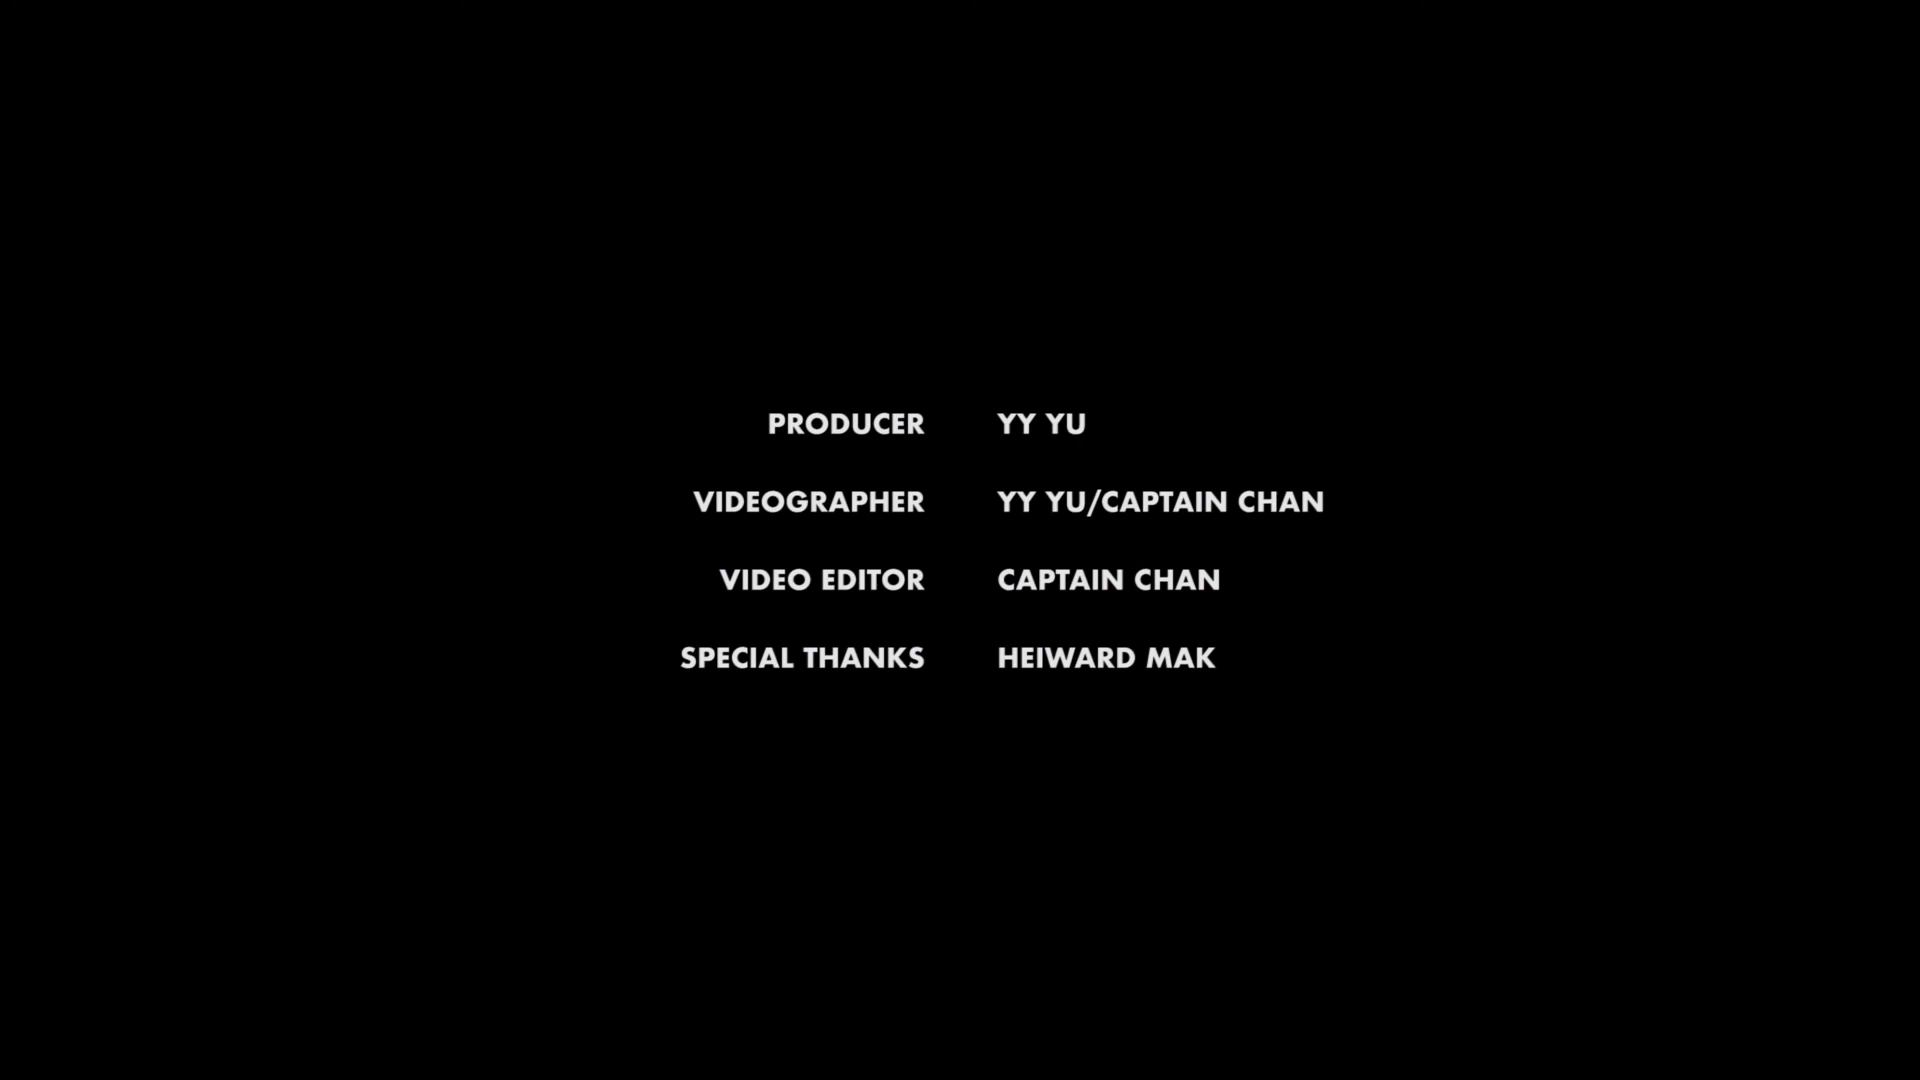 PRODUCER YY YU
VIDEOGRAPHER YY YU/CAPTAIN CHAN
VIDEO EDITOR CAPTAIN CHAN
SPECIAL THANKS HEIWARD MAK